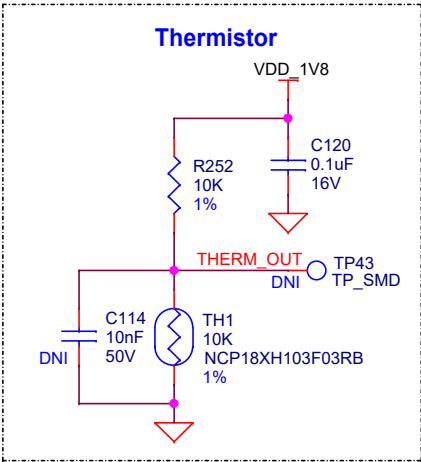 Thermistor
VDD_1V8
C120
0.1uF
16V
R252
10K
1%
THERM_OUT
TP43
DNI
TP_SMD
C114
10nF
50V
DNI
TH1
10K
NCP18XH103F03RB
1%